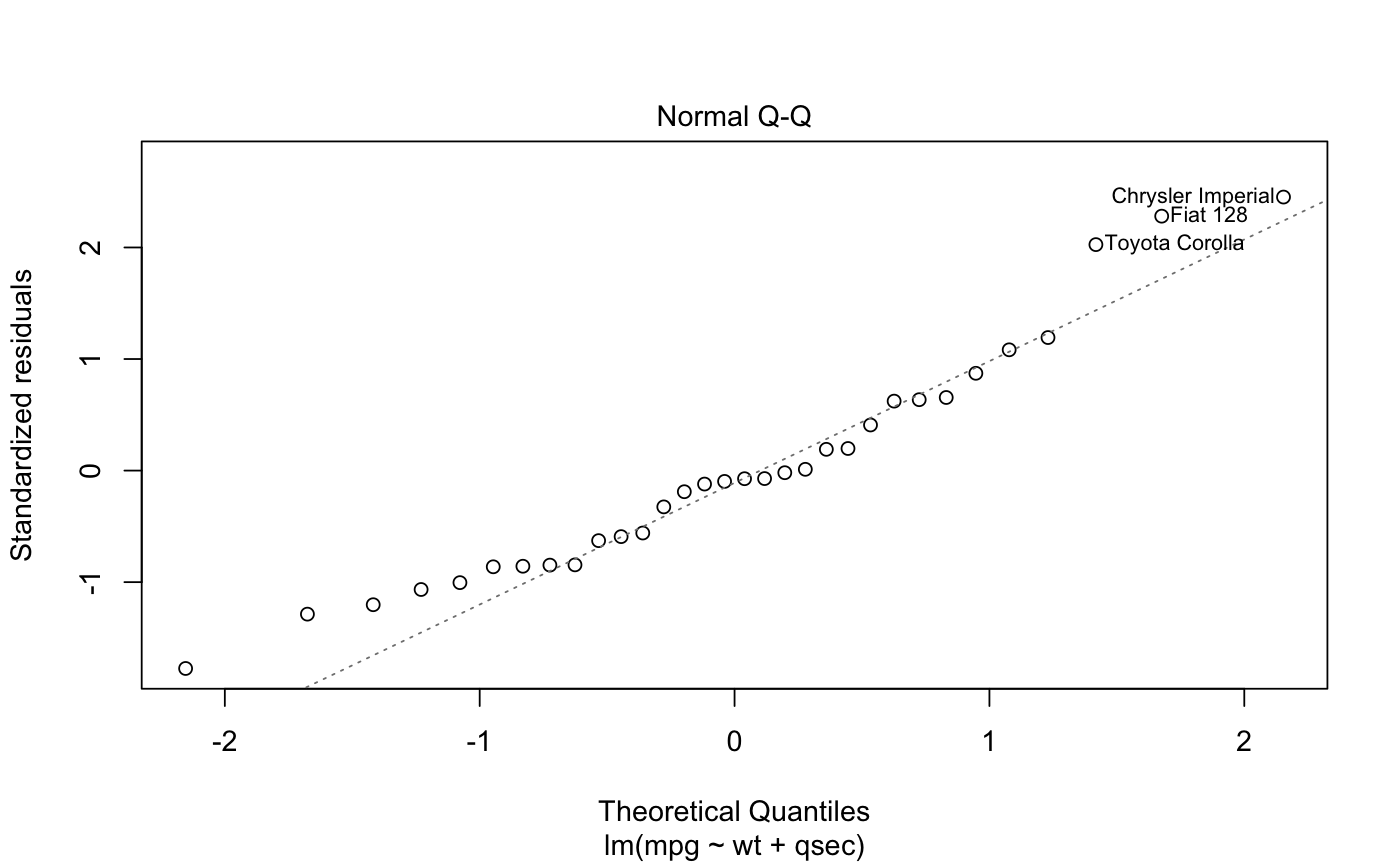 Normal Q-Q
Standardized residuals
2
1
0
-1
Chrysler Imperial
Fiat 128
Toyota Corolla
-2 -1 0 1 2
Theoretical Quantiles
lm(mpg ~ wt + qsec)